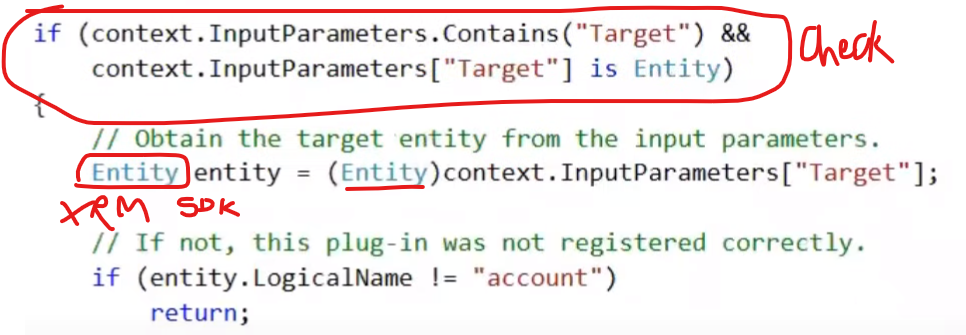 if (context.InputParameters.Contains("Target") &&
context.InputParameters["Target"] is Entity)
Check
{
// Obtain the target entity from the input parameters.
Entity entity = (Entity)context.InputParameters["Target"];
XRM SDK
// If not, this plug-in was not registered correctly.
if (entity.LogicalName != "account")
return;